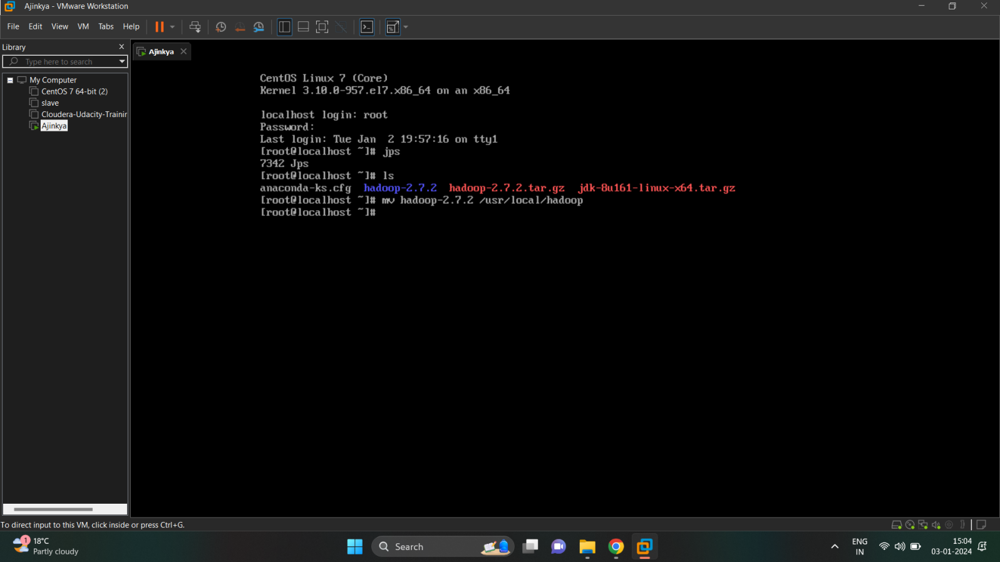 Ajinkya - VMware Workstation
File Edit View VM Tabs Help
Library
Type here to search
Ajinkya
My Computer
CentOS 7 64-bit (2)
slave
Cloudera-Udacity-Trainir
Ajinkya
CentOS Linux 7 (Core)
Kernel 3.10.0-957.el7.x86_64 on an x86_64
localhost login: root
Password:
Last login: Tue Jan  2 19:57:16 on tty1
[root@localhost ~]# jps
7342 Jps
[root@localhost ~]# ls
anaconda-ks.cfg  hadoop-2.7.2  hadoop-2.7.2.tar.gz  jdk-8u161-linux-x64.tar.gz
[root@localhost ~]# mv hadoop-2.7.2 /usr/local/hadoop
[root@localhost ~]#
To direct input to this VM, click inside or press Ctrl+G.
1
18°C
Partly cloudy
Search
ENG
IN
15:04
03-01-2024